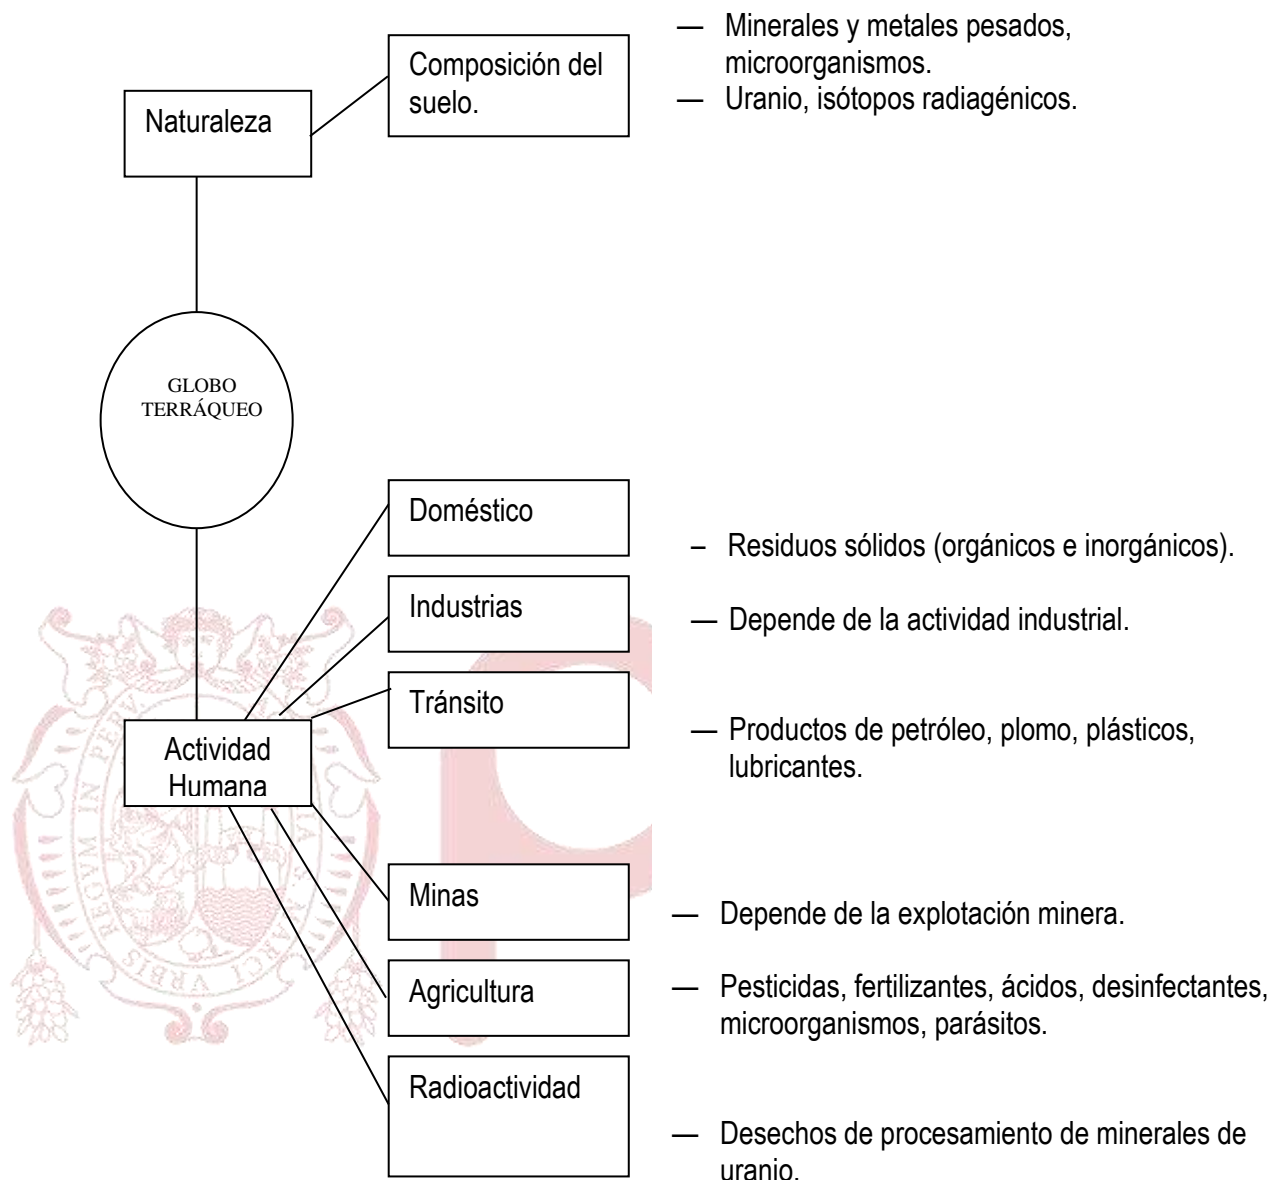 — Minerales y metales pesados,
microorganismos.
— Uranio, isótopos radiagénicos.
Composición del
suelo.
Naturaleza
GLOBO
TERRÁQUEO
Doméstico
– Residuos sólidos (orgánicos e inorgánicos).
Industrias
— Depende de la actividad industrial.
Tránsito
— Productos de petróleo, plomo, plásticos,
lubricantes.
Actividad
Humana
Minas
— Depende de la explotación minera.
Agricultura
— Pesticidas, fertilizantes, ácidos, desinfectantes,
microorganismos, parásitos.
Radioactividad
— Desechos de procesamiento de minerales de
uranio.